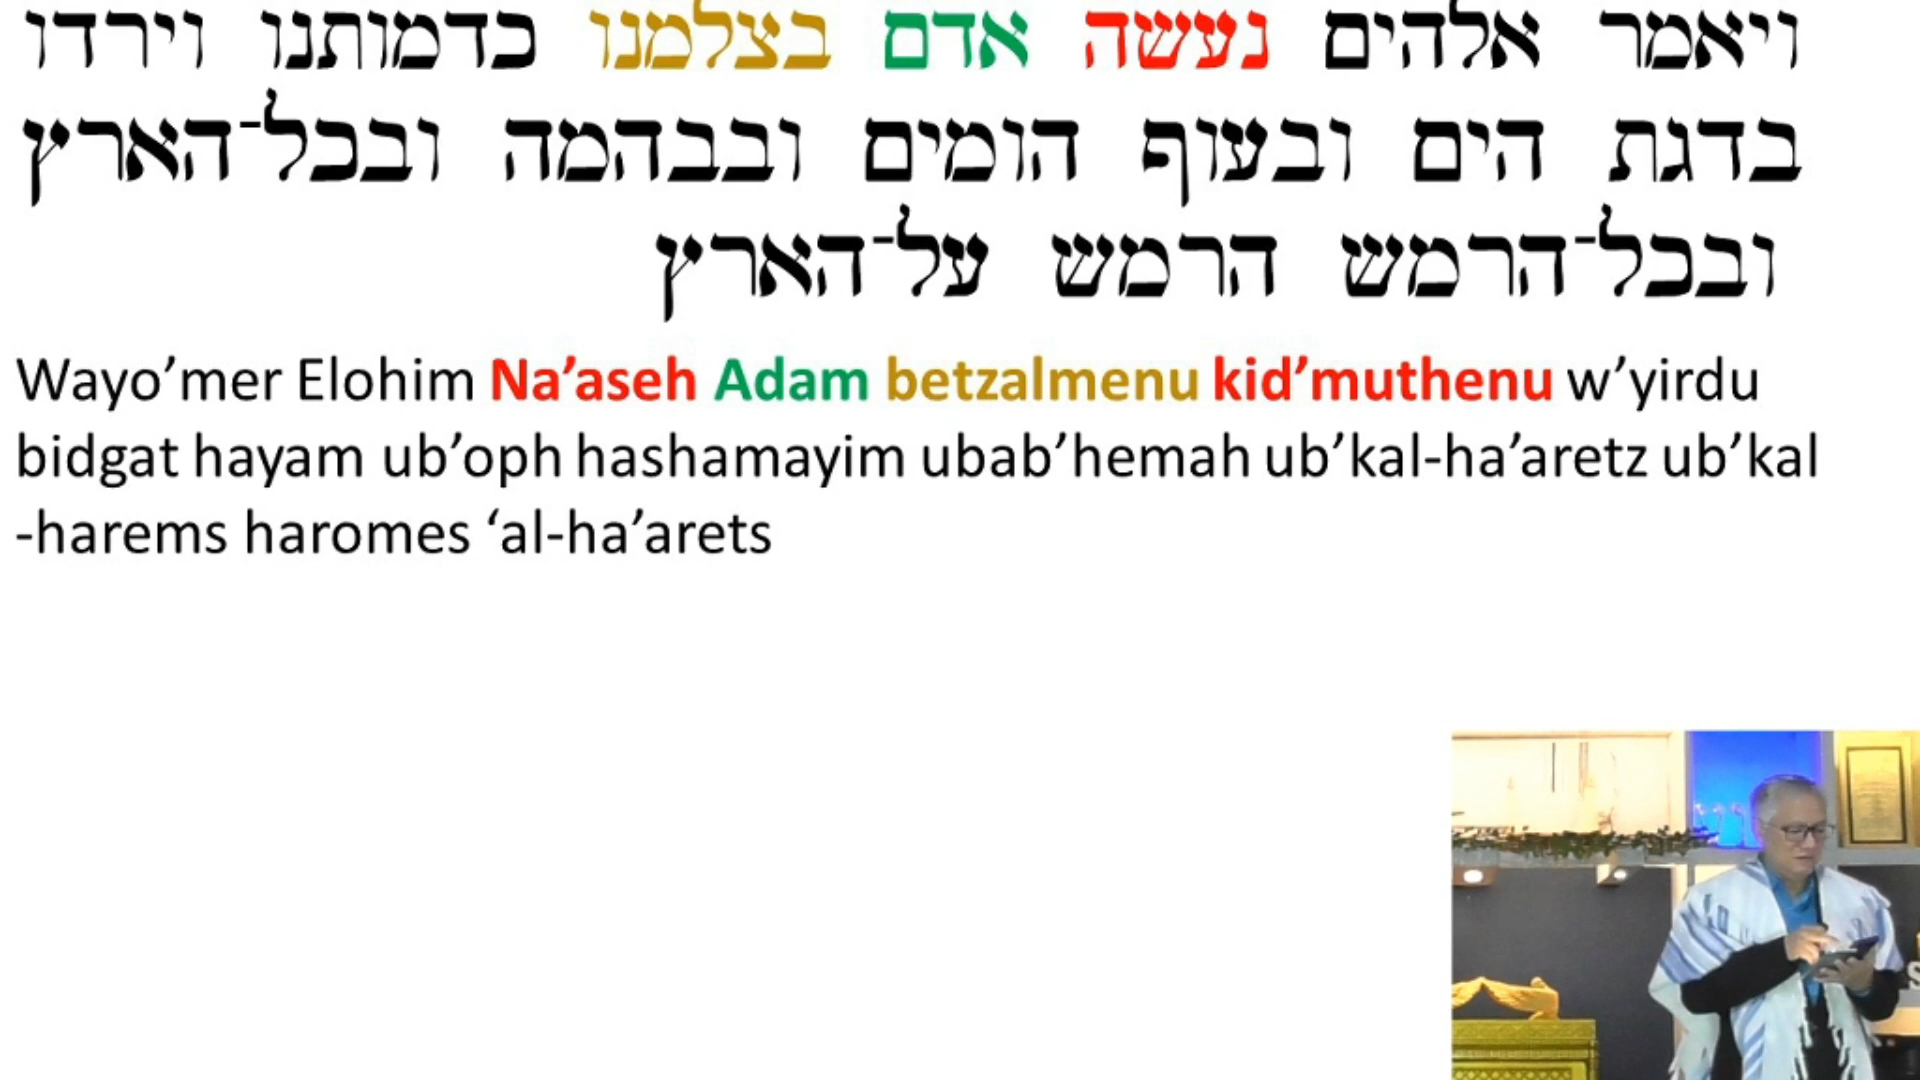 ויאמר אלהים נעשה אדם בצלמנו כדמותנו וירדו
בדגת הים ובעוף הומים ובבהמה ובכל־הארץ
ובכל־הרמש הרמש על־הארץ
Wayo’mer Elohim Na’aseh Adam betzalmenu kid’muthenu w’yirdu
bidgat hayam ub’oph hashamayim ubab’hemah ub’kal-ha’aretz ub’kal
-harems haromes ‘al-ha’arets